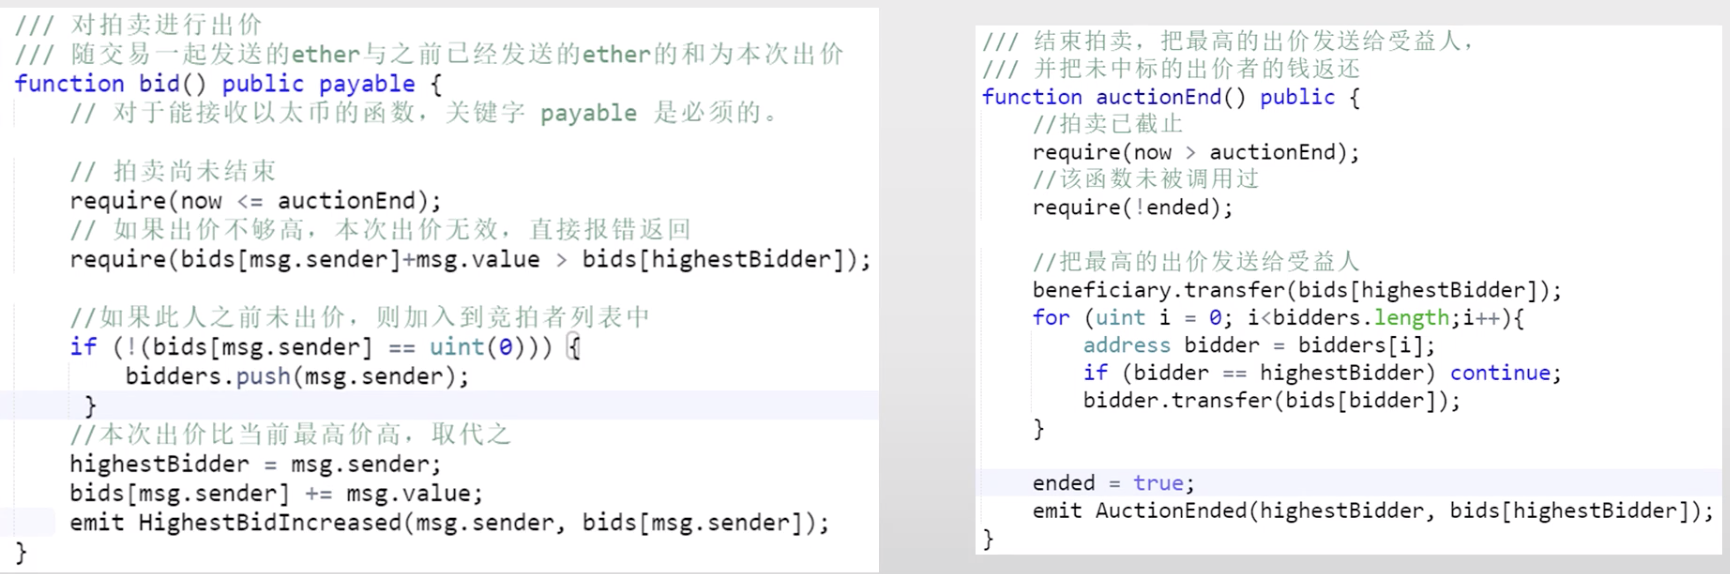 /// 对拍卖进行出价
/// 随交易一起发送的ether与之前已经发送的ether的和为本次出价
function bid() public payable {
// 对于能接收以太币的函数，关键字 payable 是必须的。
// 拍卖尚未结束
require(now <= auctionEnd);
// 如果出价不够高，本次出价无效，直接报错返回
require(bids[msg.sender]+msg.value > bids[highestBidder]);
//如果此人之前未出价，则加入到竞拍者列表中
if (!(bids[msg.sender] == uint(0))) {
bidders.push(msg.sender);
}
//本次出价比当前最高价高，取代之
highestBidder = msg.sender;
bids[msg.sender] += msg.value;
emit HighestBidIncreased(msg.sender, bids[msg.sender]);
}
/// 结束拍卖，把最高的出价发送给受益人，
/// 并把未中标的出价者的钱返还
function auctionEnd() public {
//拍卖已截止
require(now > auctionEnd);
//该函数未被调用过
require(!ended);
//把最高的出价发送给受益人
beneficiary.transfer(bids[highestBidder]);
for (uint i = 0; i<bidders.length;i++){
address bidder = bidders[i];
if (bidder == highestBidder) continue;
bidder.transfer(bids[bidder]);
}
ended = true;
emit AuctionEnded(highestBidder, bids[highestBidder]);
}